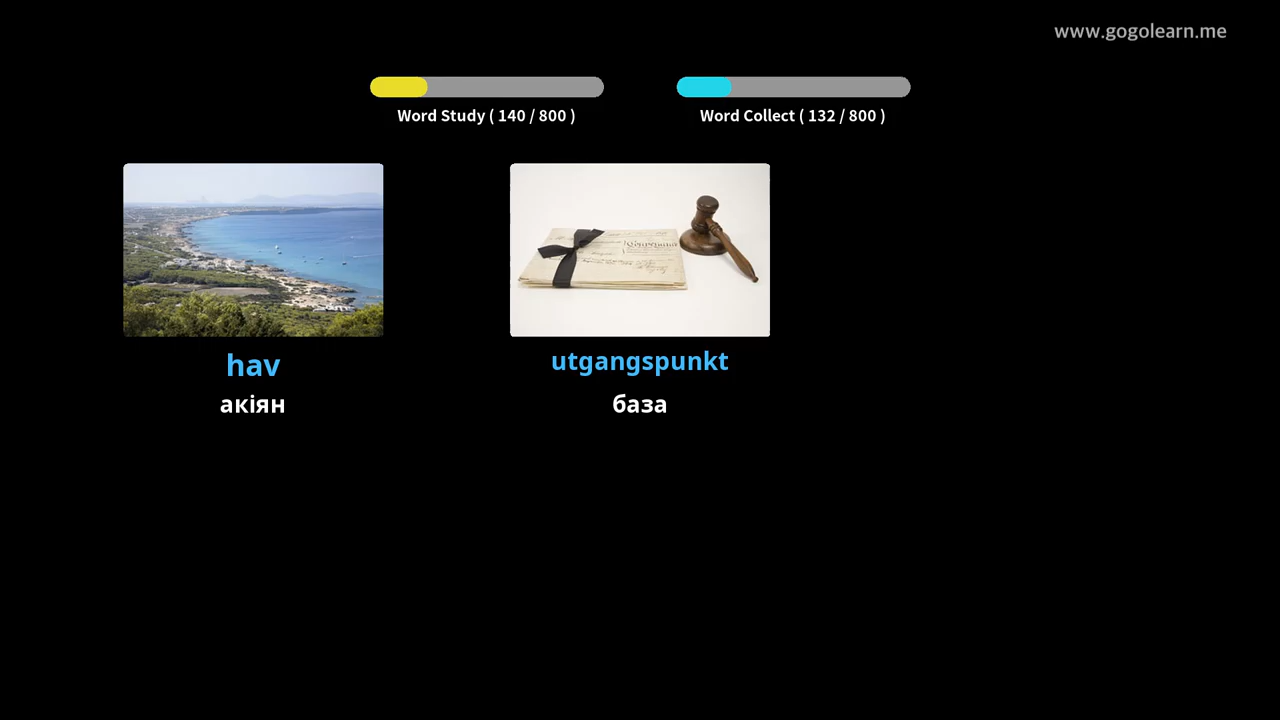 www.gogolearn.me
Word Study ( 140 / 800 )
Word Collect ( 132 / 800 )
hav
utgangspunkt
акіян
база